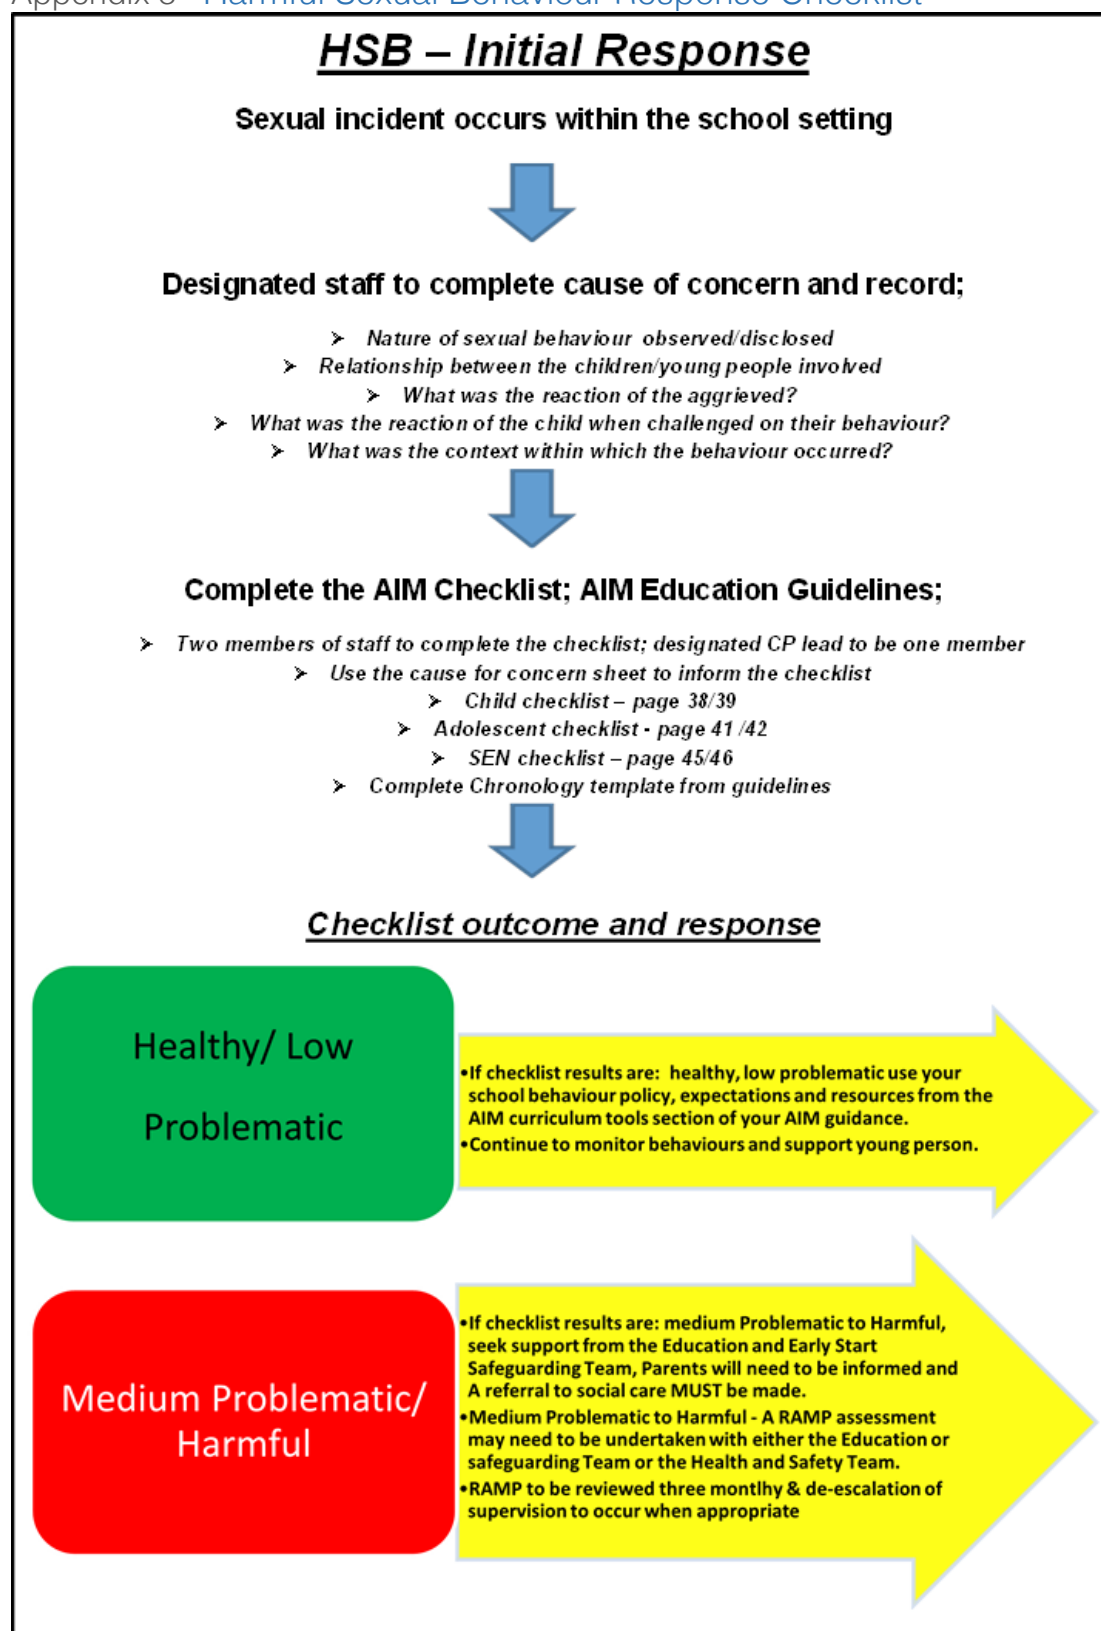 Harmful Sexual Behaviour Response Checklist
HSB – Initial Response
Sexual incident occurs within the school setting
Designated staff to complete cause of concern and record;
➤ Nature of sexual behaviour observed/disclosed
➤ Relationship between the children/young people involved
➤ What was the reaction of the aggrieved?
➤ What was the reaction of the child when challenged on their behaviour?
➤ What was the context within which the behaviour occurred?
Complete the AIM Checklist; AIM Education Guidelines;
➤ Two members of staff to complete the checklist; designated CP lead to be one member
➤ Use the cause for concern sheet to inform the checklist
➤ Child checklist – page 38/39
➤ Adolescent checklist - page 41 /42
➤ SEN checklist – page 45/46
➤ Complete Chronology template from guidelines
Checklist outcome and response
Healthy/ Low
Problematic
•If checklist results are: healthy, low problematic use your
school behaviour policy, expectations and resources from the
AIM curriculum tools section of your AIM guidance.
•Continue to monitor behaviours and support young person.
Medium Problematic/
Harmful
•If checklist results are: medium Problematic to Harmful,
seek support from the Education and Early Start
Safeguarding Team, Parents will need to be informed and
A referral to social care MUST be made.
•Medium Problematic to Harmful - A RAMP assessment
may need to be undertaken with either the Education or
safeguarding Team or the Health and Safety Team.
•RAMP to be reviewed three montlhy & de-escalation of
supervision to occur when appropriate